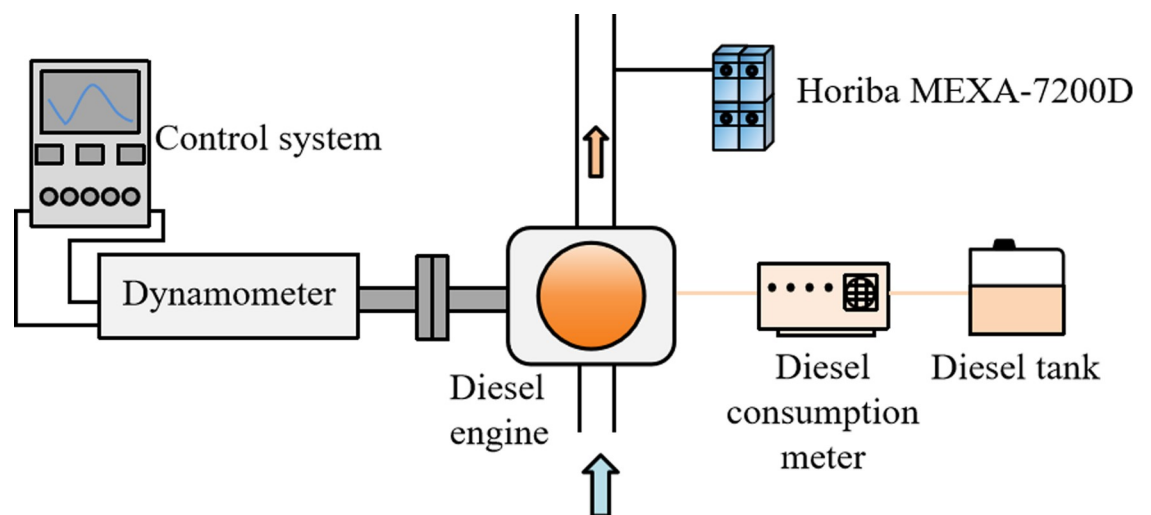 Horiba MEXA-7200D
Control system
Dynamometer
Diesel
engine
Diesel
consumption
meter
Diesel tank